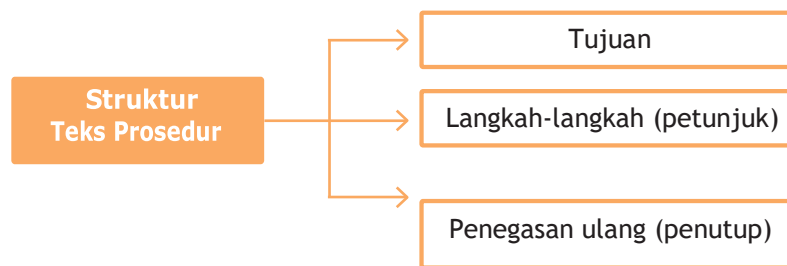 Struktur
Teks Prosedur
Tujuan
Langkah-langkah (petunjuk)
Penegasan ulang (penutup)